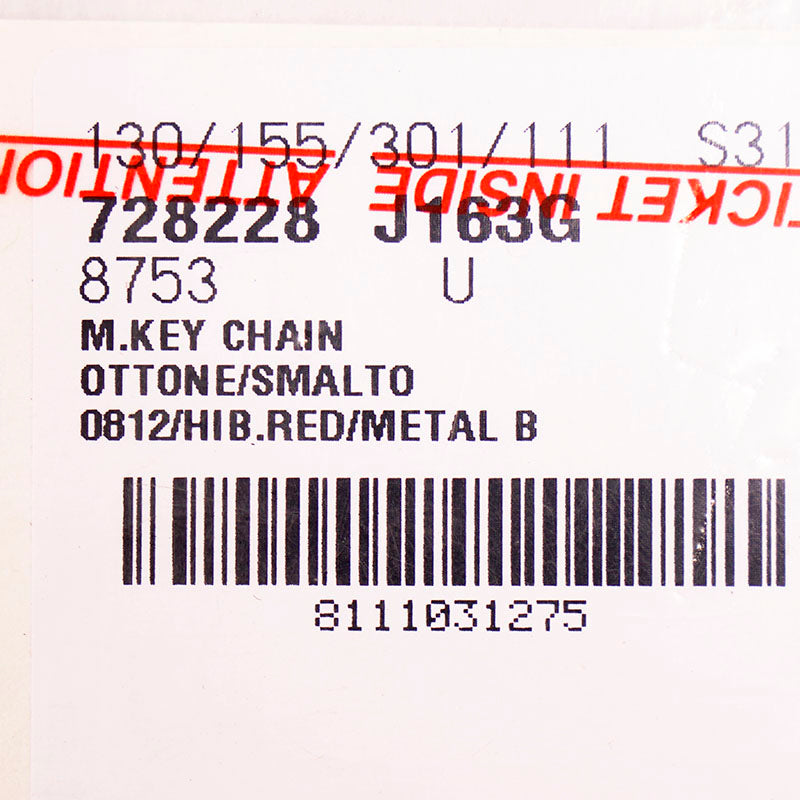 130/155/301/111 S31
ATTENTION
TICKET INSIDE
728228 J163G
8753 U
M.KEY CHAIN
OTTONE/SMALTO
0812/HIB.RED/METAL B
8111031275